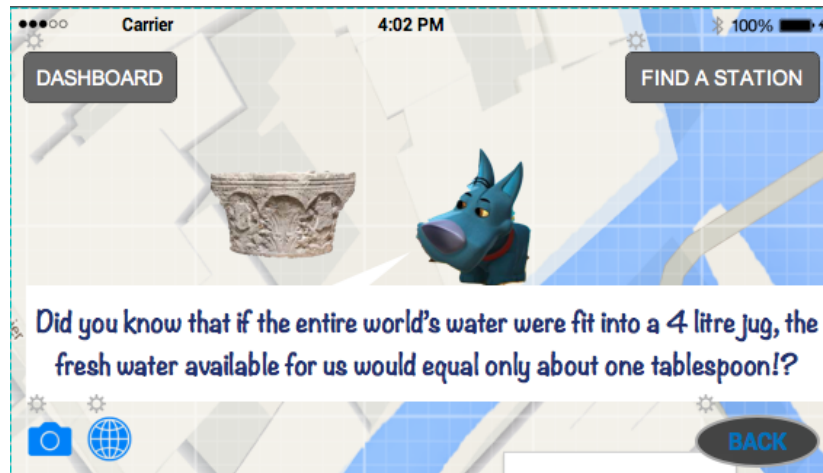 Carrier 4:02 PM 100%
DASHBOARD FIND A STATION
Did you know that if the entire world's water were fit into a 4 litre jug, the
fresh water available for us would equal only about one tablespoon!?
BACK